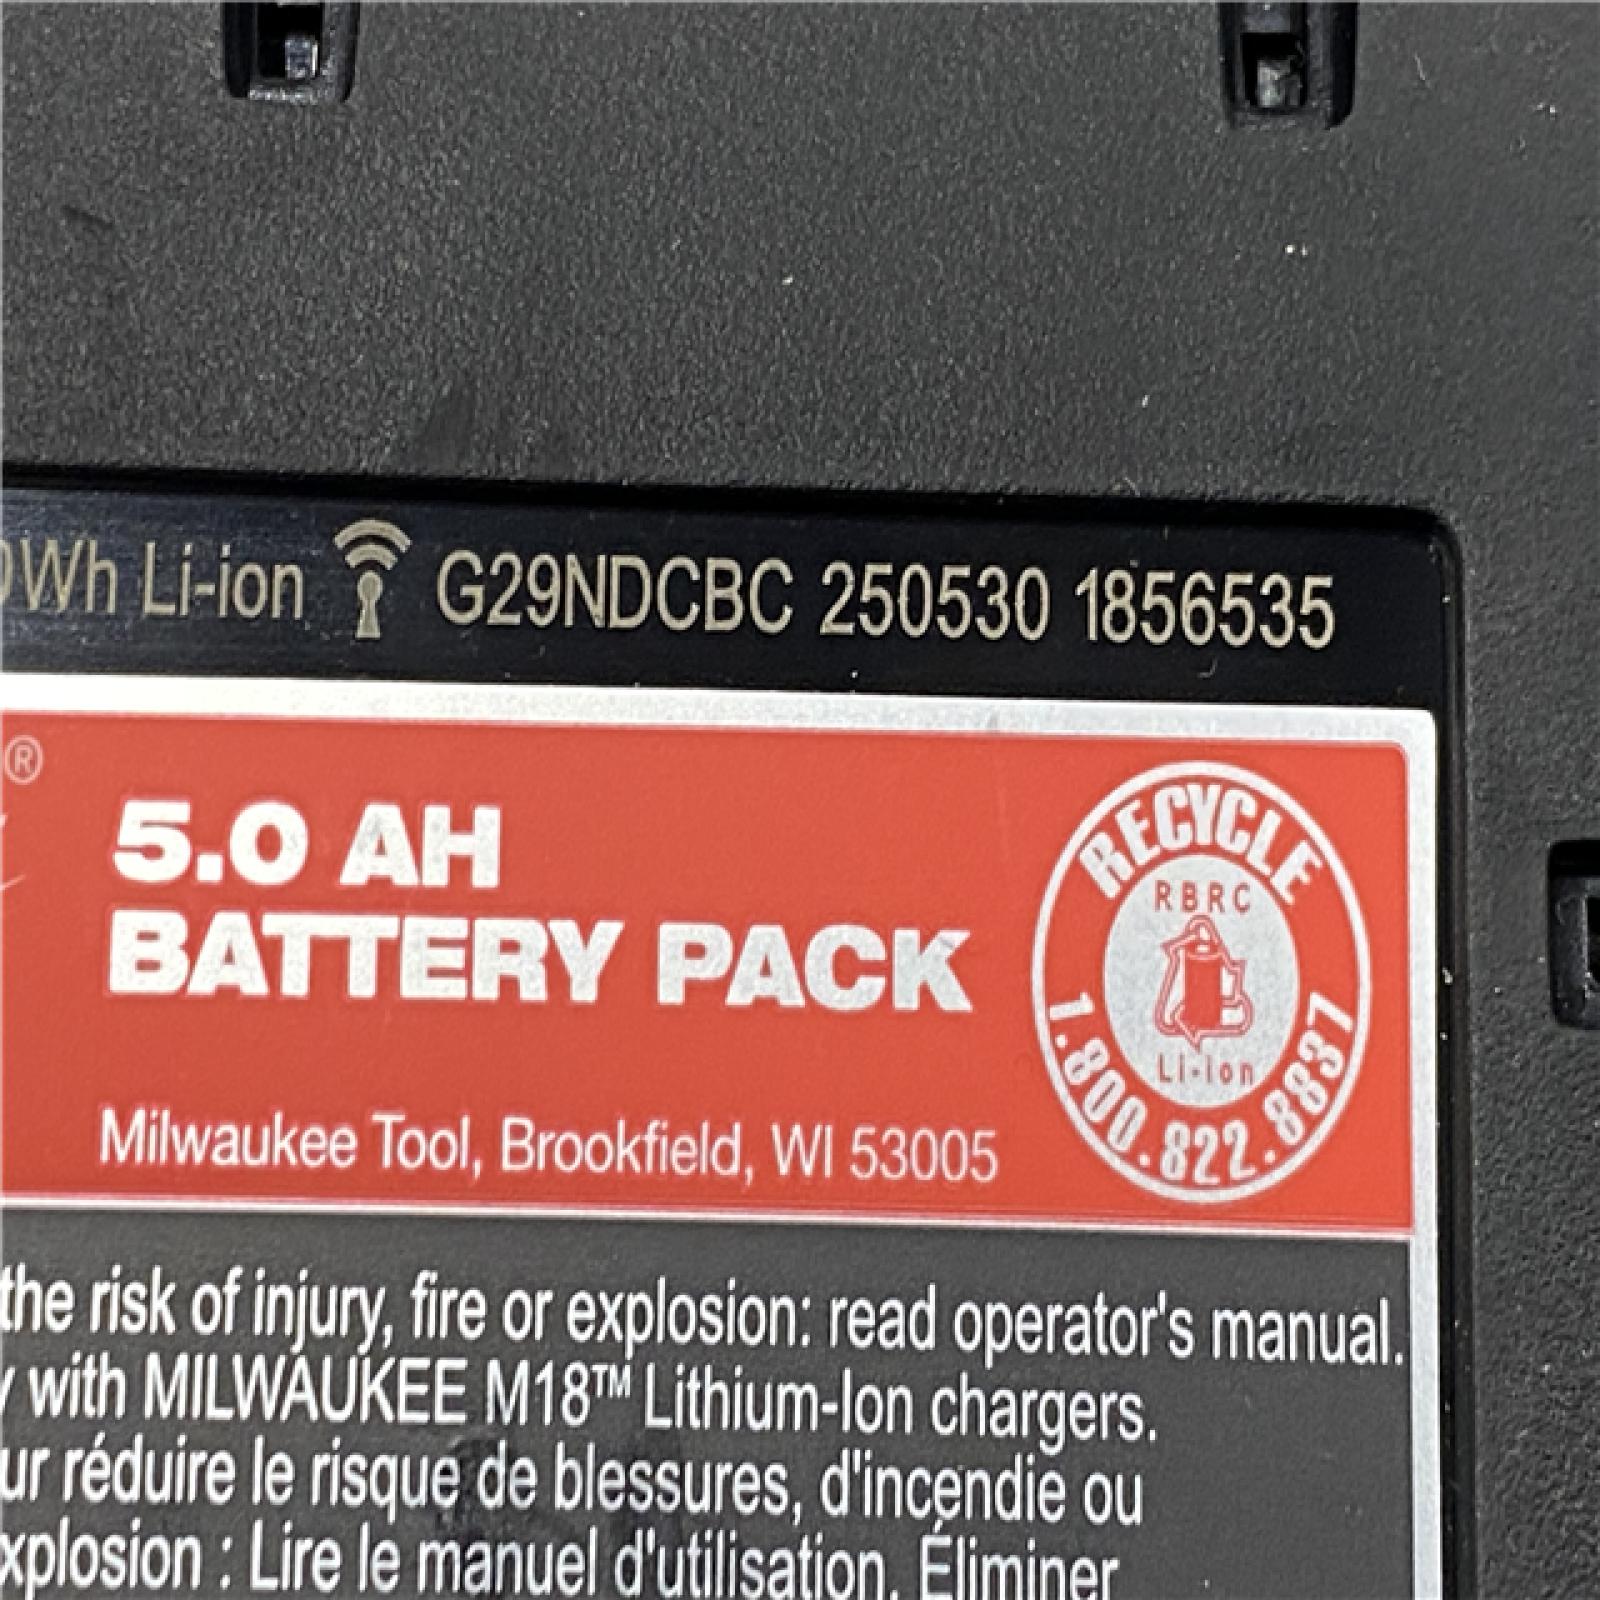 0Wh Li-ion G29NDCBC 250530 1856535
®
5.0 AH
BATTERY PACK
Milwaukee Tool, Brookfield, WI 53005
RECYCLE
RBRC
Li-ion
1.800.822.8837
the risk of injury, fire or explosion: read operator's manual.
with MILWAUKEE M18™ Lithium-Ion chargers.
ur réduire le risque de blessures, d'incendie ou
xplosion : Lire le manuel d'utilisation. Éliminer